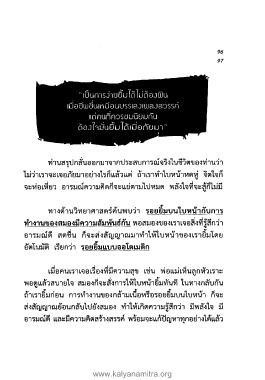 96
97
"เป็นการง่ายยิ้มได้ไม่ต้องฝืน
เมื่อชีพชื่นเหมือนบรรเลงเพลงสวรรค์
แต่คนที่ควรชมนิยมกัน
ต้องใจมั่นยิ้มได้เมื่อภัยมา"
ท่านสรุปกลั่นออกมาจากประสบการณ์จริงในชีวิตของท่านว่า
ไม่ว่าเราจะเจอภัยมาอย่างไรก็แล้วแต่ ถ้าเราทำใบหน้าหดหู่ จิตใจก็
จะห่อเหี่ยว อารมณ์ความคิดก็จะแย่ตามไปหมด พลังใจที่จะสู้ก็ไม่มี
ทางด้านวิทยาศาสตร์ค้นพบว่า รอยยิ้มบนใบหน้ากับการ
ทำงานของสมองมีความสัมพันธ์กัน พอสมองของเราเจอสิ่งที่รู้สึกว่า
อารมณ์ดี สดชื่น ก็จะส่งสัญญาณมาทำให้ใบหน้าของเรายิ้มโดย
อัตโนมัติ เรียกว่า รอยยิ้มแบบออโตเมติก
เมื่อคนเราเจอเรื่องที่มีความสุข เช่น พ่อแม่เห็นลูกหัวเราะ
พอดูแล้วสบายใจ สมองก็จะสั่งการให้ใบหน้ายิ้มทันที ในทางกลับกัน
ถ้าเรายิ้มก่อน การทำงานของกล้ามเนื้อหรือรอยยิ้มบนใบหน้า ก็จะ
ส่งสัญญาณย้อนกลับไปยังสมอง ทำให้เกิดความรู้สึกว่า มีพลังใจ มี
อารมณ์ดี และมีความคิดสร้างสรรค์ พร้อมจะแก้ปัญหาทุกอย่างได้แล้ว
www.kalyanamitra.org